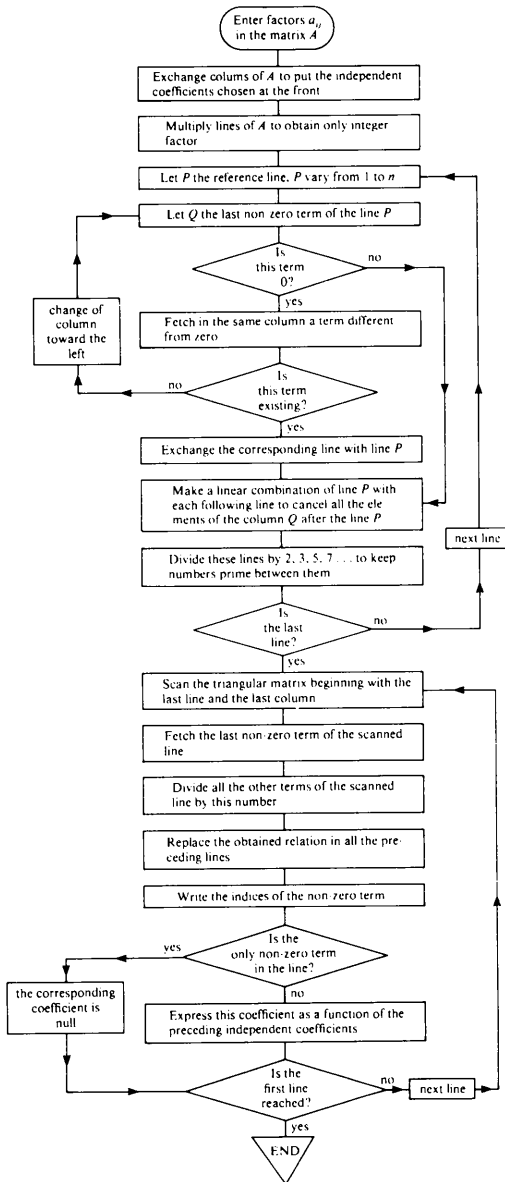 Enter factors aij
in the matrix A
Exchange colums of A to put the independent
coefficients chosen at the front
Multiply lines of A to obtain only integer
factor
Let P the reference line. P vary from 1 to n
Let Q the last non zero term of the line P
Is
this term
0?
no
yes
change of
column
toward the
left
Fetch in the same column a term different
from zero
Is
this term
existing?
no
yes
Exchange the corresponding line with line P
Make a linear combination of line P with
each following line to cancel all the ele
ments of the column Q after the line P
next line
Divide these lines by 2, 3, 5, 7 . . . to keep
numbers prime between them
Is
the last
line?
no
yes
Scan the triangular matrix beginning with the
last line and the last column
Fetch the last non-zero term of the scanned
line
Divide all the other terms of the scanned
line by this number
Replace the obtained relation in all the pre-
ceding lines
Write the indices of the non-zero term
Is the
only non-zero term
in the line?
yes
no
the corresponding
coefficient is
null
Express this coefficient as a function of the
preceding independent coefficients
Is the
first line
reached?
no
next line
yes
END